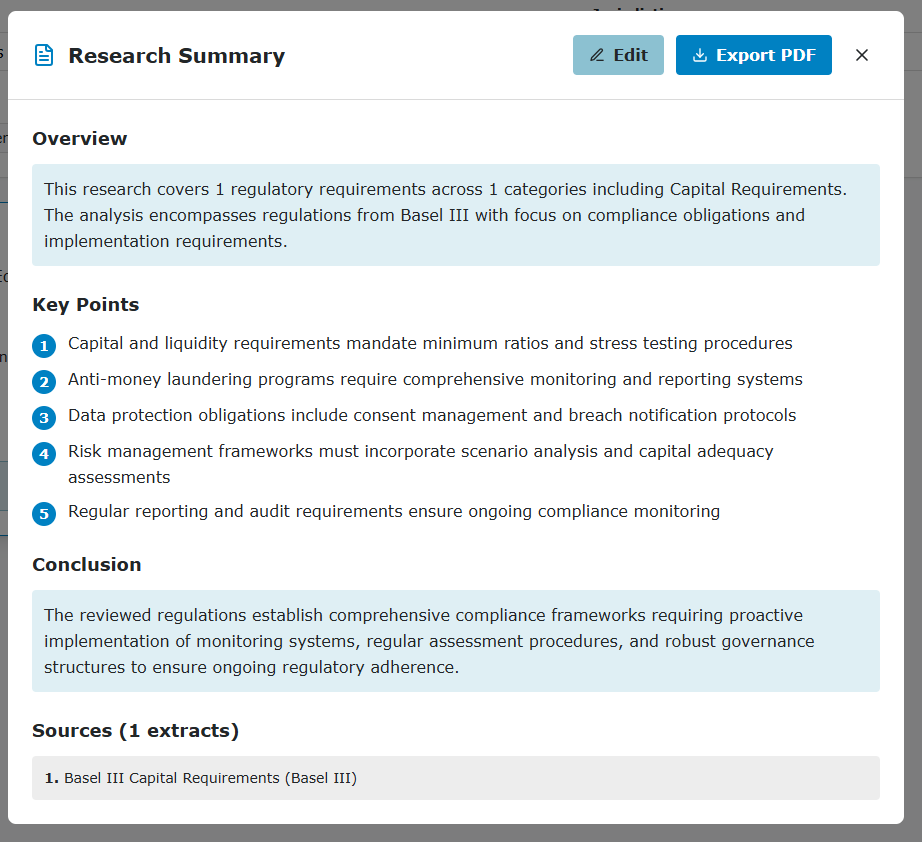 Research Summary
Edit
Export PDF
Overview
This research covers 1 regulatory requirements across 1 categories including Capital Requirements.
The analysis encompasses regulations from Basel III with focus on compliance obligations and
implementation requirements.
Key Points
1 Capital and liquidity requirements mandate minimum ratios and stress testing procedures
2 Anti-money laundering programs require comprehensive monitoring and reporting systems
3 Data protection obligations include consent management and breach notification protocols
4 Risk management frameworks must incorporate scenario analysis and capital adequacy
assessments
5 Regular reporting and audit requirements ensure ongoing compliance monitoring
Conclusion
The reviewed regulations establish comprehensive compliance frameworks requiring proactive
implementation of monitoring systems, regular assessment procedures, and robust governance
structures to ensure ongoing regulatory adherence.
Sources (1 extracts)
1. Basel III Capital Requirements (Basel III)